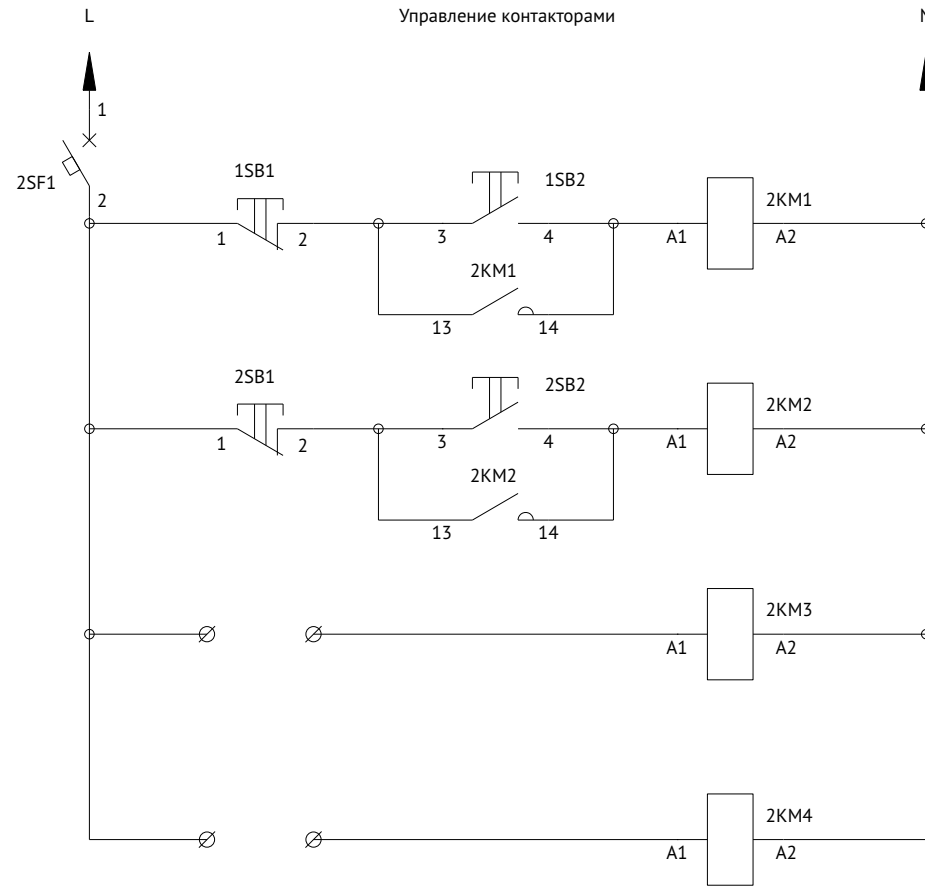 L Управление контакторами N
1
2SF1
2
1SB1 1SB2 2KM1
1 2 3 4 A1 A2
2KM1
13 14
2SB1 2SB2 2KM2
1 2 3 4 A1 A2
2KM2
13 14
2KM3
A1 A2
2KM4
A1 A2